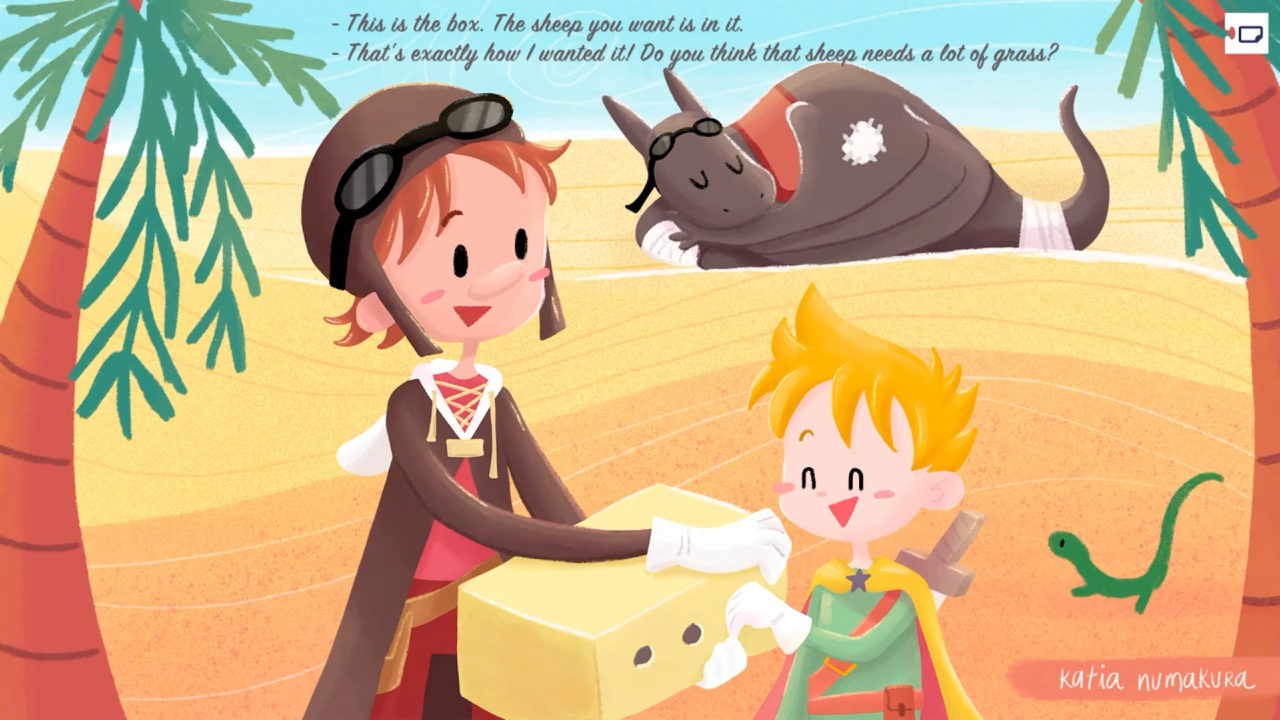 - This is the box. The sheep you want is in it.
- That's exactly how I wanted it! Do you think that sheep needs a lot of grass?
katia numakura